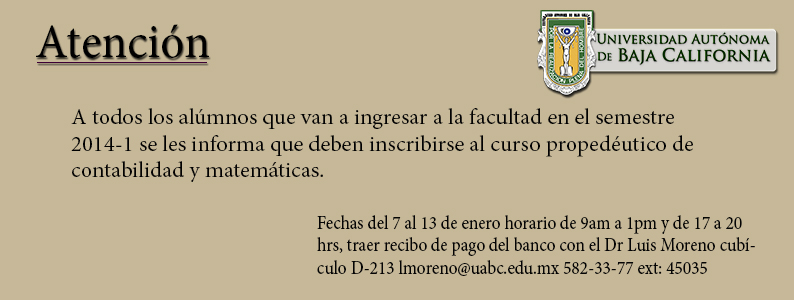 Atención
UNIVERSIDAD AUTÓNOMA
DE BAJA CALIFORNIA
A todos los alúmnos que van a ingresar a la facultad en el semestre
2014-1 se les informa que deben inscribirse al curso propedéutico de
contabilidad y matemáticas.
Fechas del 7 al 13 de enero horario de 9am a 1pm y de 17 a 20
hrs, traer recibo de pago del banco con el Dr Luis Moreno cubí-
culo D-213 lmoreno@uabc.edu.mx 582-33-77 ext: 45035